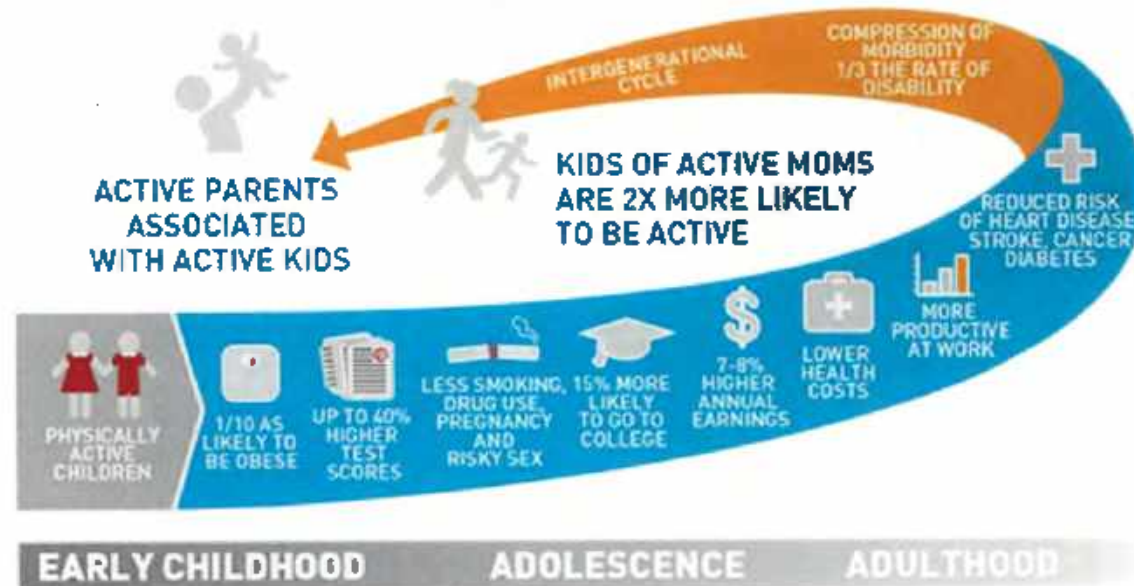 INTERGENERATIONAL
CYCLE
COMPRESSION OF
MORBIDITY
1/3 THE RATE OF
DISABILITY
ACTIVE PARENTS
ASSOCIATED
WITH ACTIVE KIDS
KIDS OF ACTIVE MOMS
ARE 2X MORE LIKELY
TO BE ACTIVE
PHYSICALLY
ACTIVE
CHILDREN
1/10 AS
LIKELY TO
BE OBESE
UP TO 40%
HIGHER
TEST
SCORES
LESS SMOKING,
DRUG USE,
PREGNANCY
AND
RISKY SEX
15% MORE
LIKELY
TO GO TO
COLLEGE
7-8%
HIGHER
ANNUAL
EARNINGS
LOWER
HEALTH
COSTS
MORE
PRODUCTIVE
AT WORK
REDUCED RISK
OF HEART DISEASE
STROKE, CANCER
DIABETES
EARLY CHILDHOOD
ADOLESCENCE
ADULTHOOD